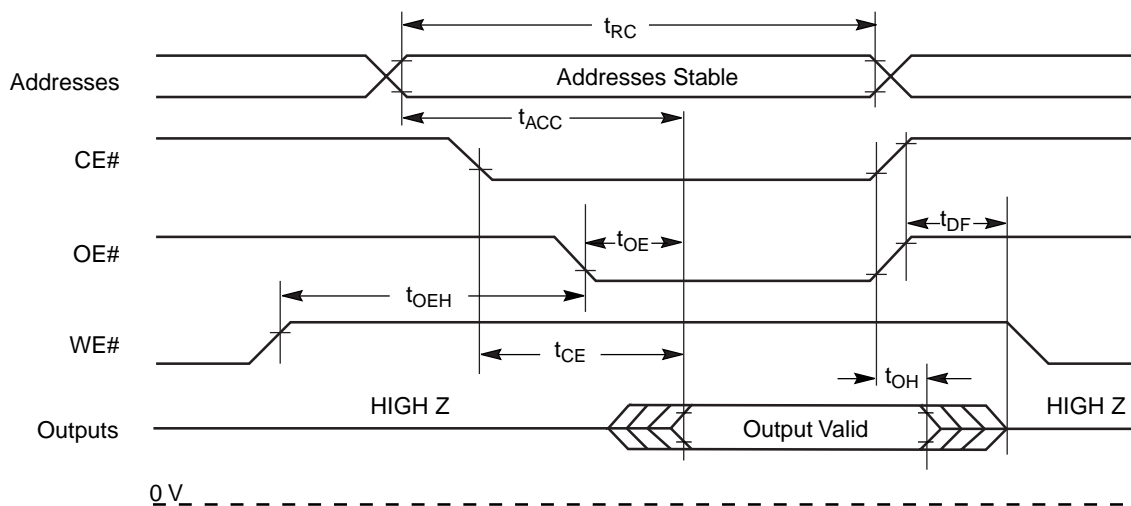 tRC
Addresses
Addresses Stable
tACC
CE#
tDF
OE#
tOE
tOEH
WE#
tCE
tOH
HIGH Z
HIGH Z
Outputs
Output Valid
0 V